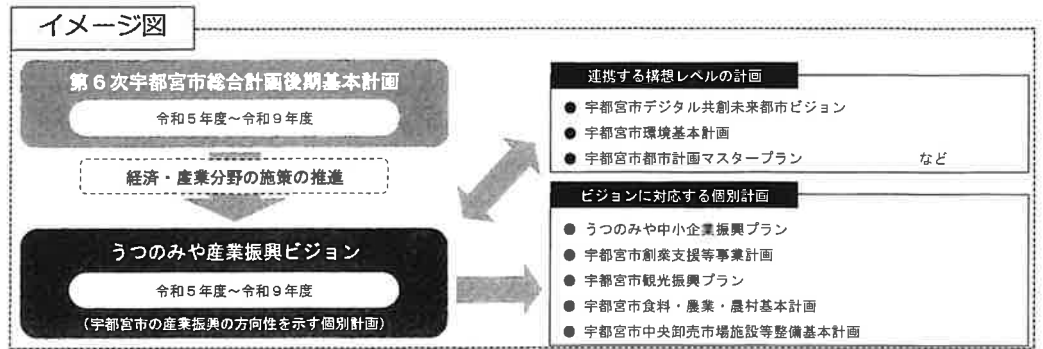 イメージ図
第６次宇都宮市総合計画後期基本計画
令和５年度～令和９年度
経済・産業分野の施策の推進
うつのみや産業振興ビジョン
令和５年度～令和９年度
（宇都宮市の産業振興の方向性を示す個別計画）
連携する構想レベルの計画
● 宇都宮市デジタル共創未来都市ビジョン
● 宇都宮市環境基本計画
● 宇都宮市都市計画マスタープラン　など
ビジョンに対応する個別計画
● うつのみや中小企業振興プラン
● 宇都宮市創業支援等事業計画
● 宇都宮市観光振興プラン
● 宇都宮市食料・農業・農村基本計画
● 宇都宮市中央卸売市場施設等整備基本計画